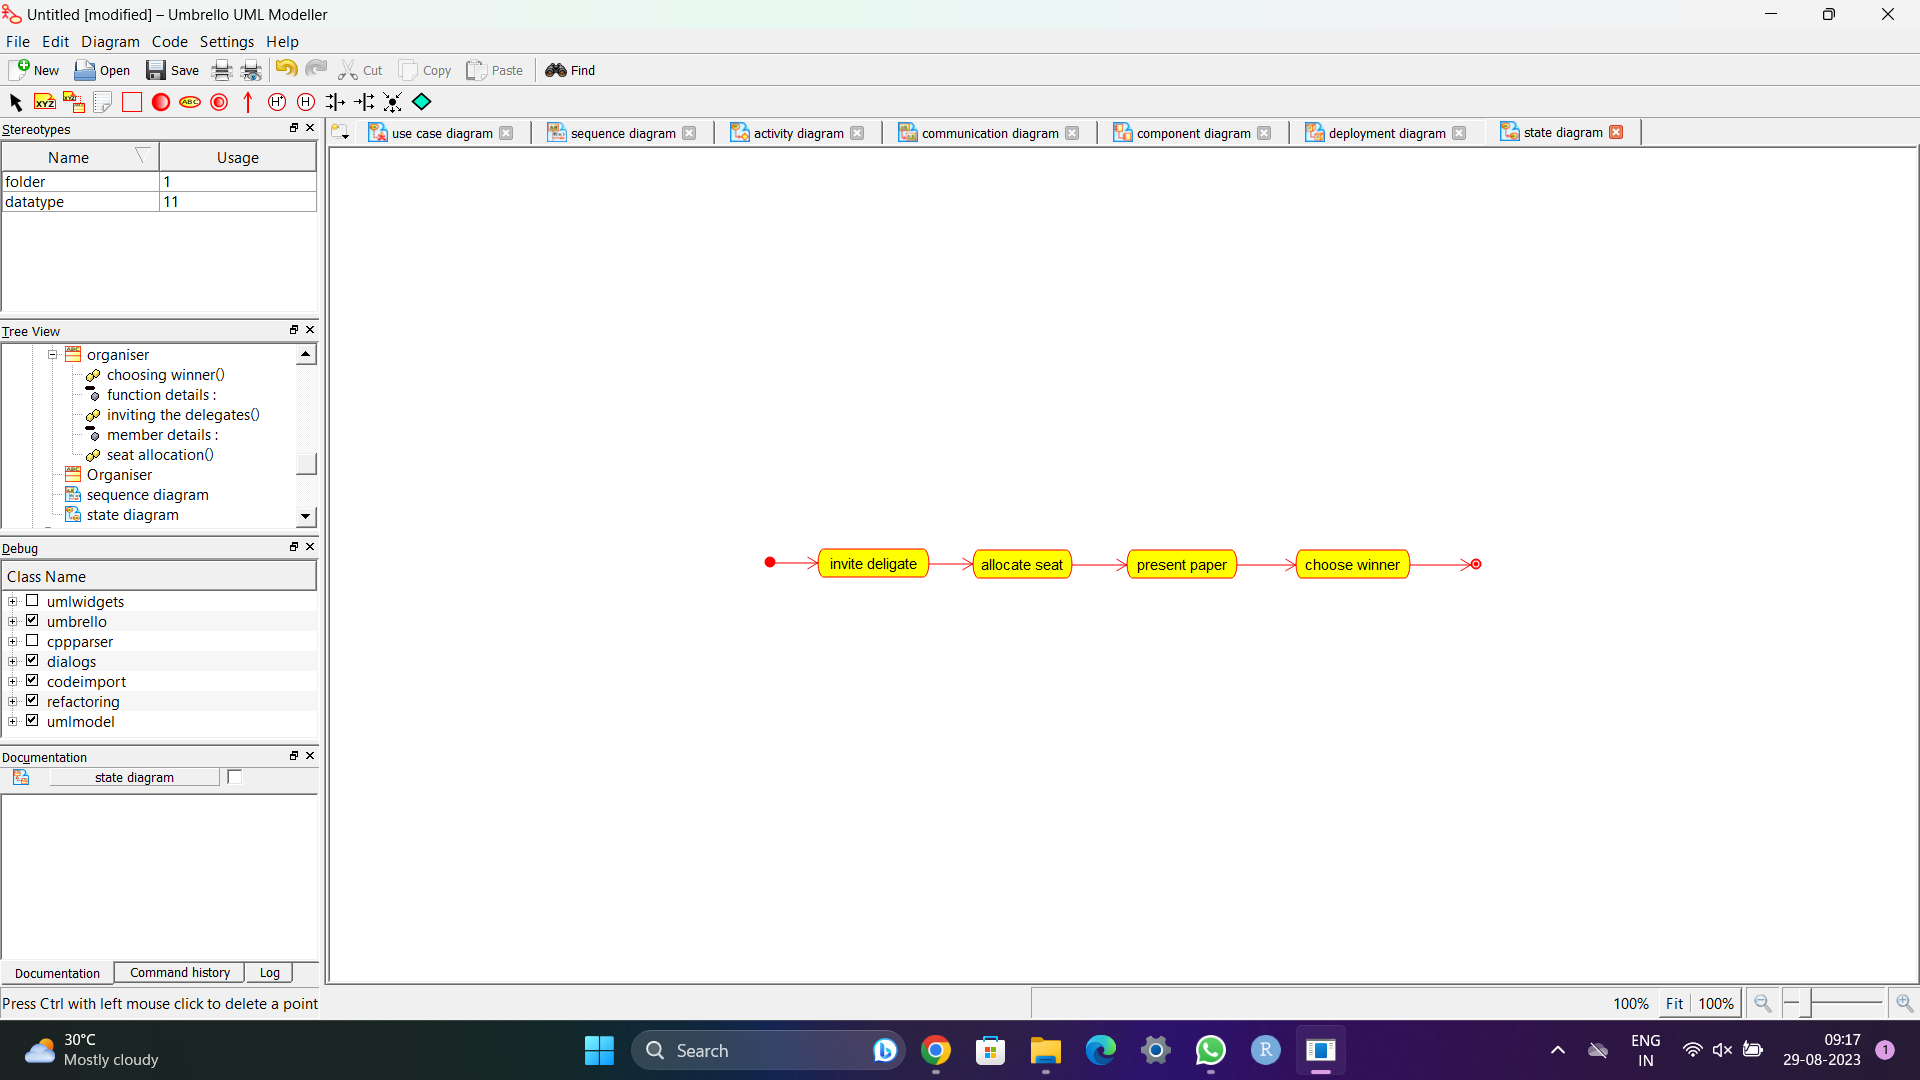 Untitled [modified] – Umbrello UML Modeller
File Edit Diagram Code Settings Help
New Open Save Cut Copy Paste Find
XYZ XYZ ABC H* H
Stereotypes
Name Usage
folder 1
datatype 11
use case diagram sequence diagram activity diagram communication diagram component diagram deployment diagram state diagram
Tree View
organiser
choosing winner()
function details :
inviting the delegates()
member details :
seat allocation()
Organiser
sequence diagram
state diagram
invite deligate allocate seat present paper choose winner
Debug
Class Name
umlwidgets
umbrello
cppparser
dialogs
codeimport
refactoring
umlmodel
Documentation
state diagram
Documentation Command history Log
Press Ctrl with left mouse click to delete a point
100% Fit 100%
30°C
Mostly cloudy
Search
R
ENG
IN
09:17
29-08-2023
1